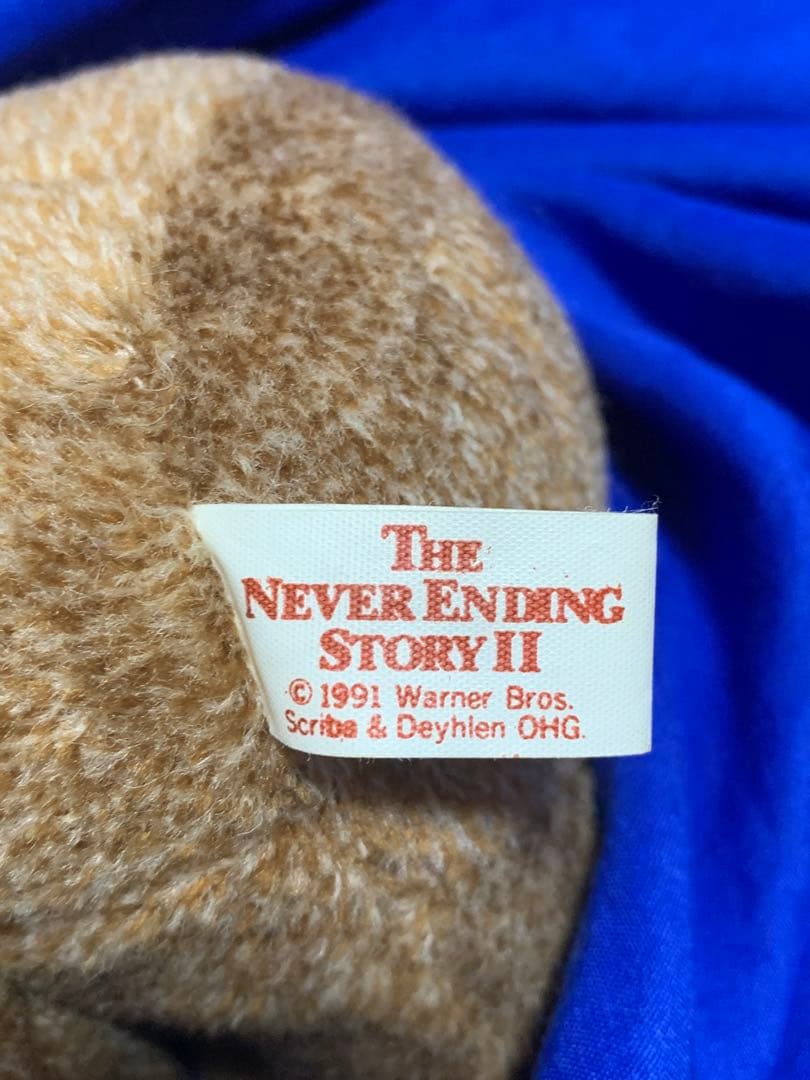 THE
NEVER ENDING
STORY II
© 1991 Warner Bros.
Scriba & Deyhlen OHG.